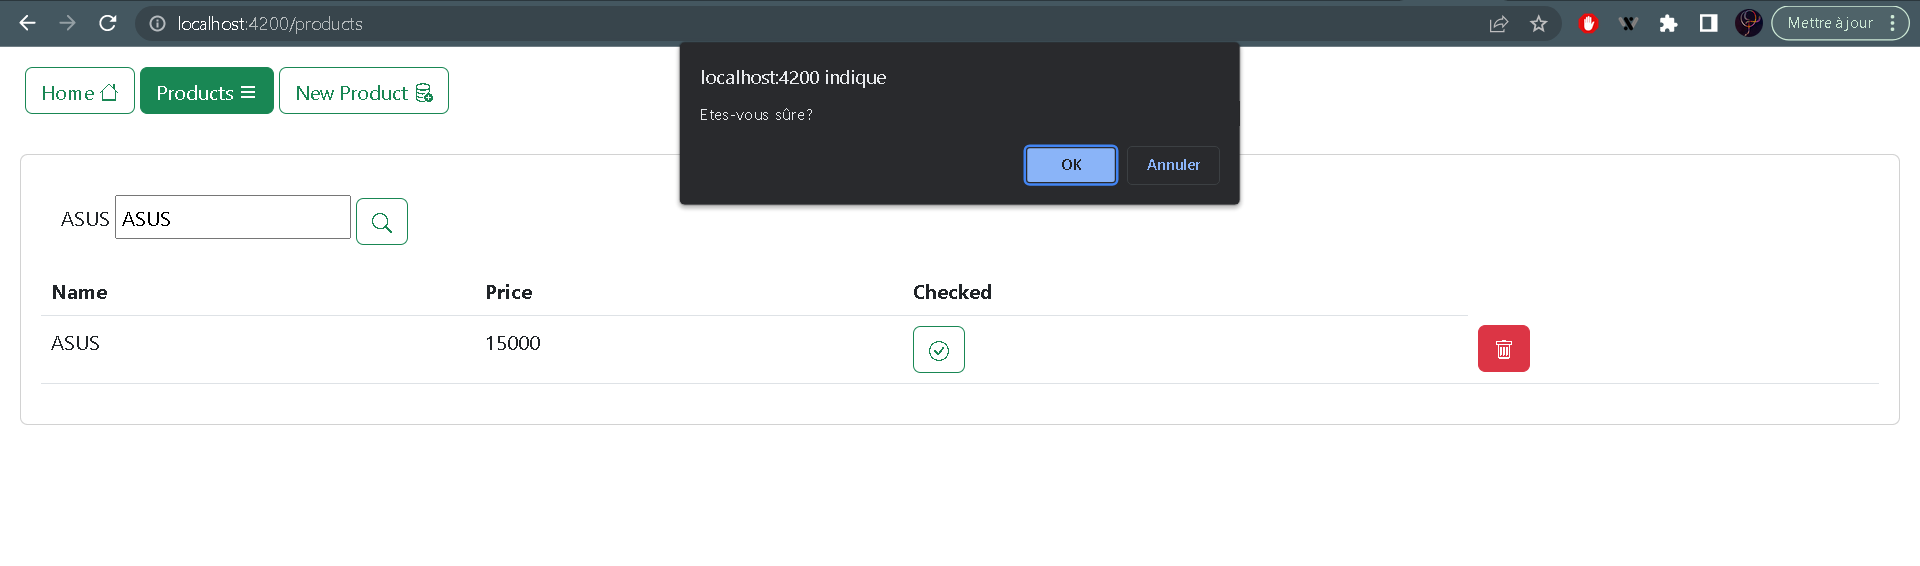 localhost:4200/products
Mettre à jour
localhost:4200 indique
Etes-vous sûre?
OK Annuler
Home Products New Product
ASUS ASUS
Name Price Checked
ASUS 15000